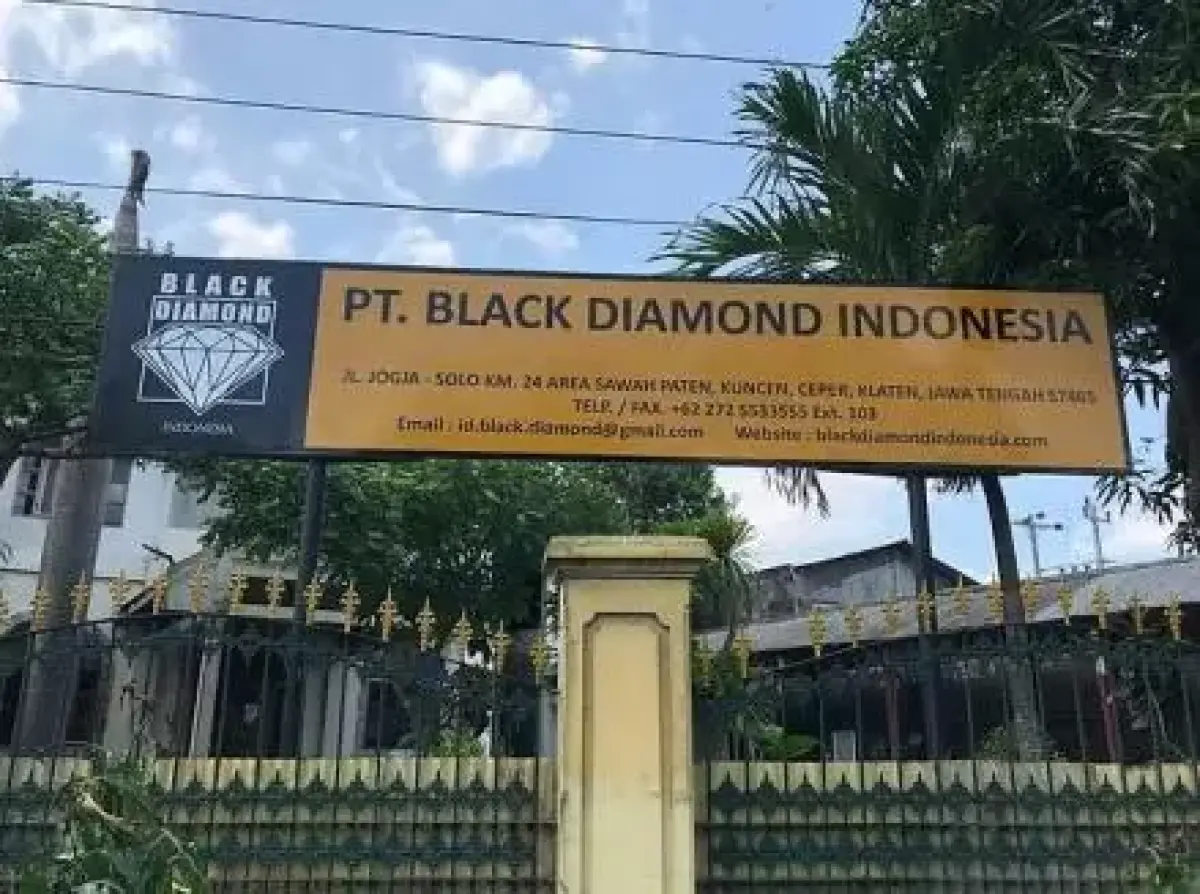 BLACK
DIAMOND
INDONESIA
PT. BLACK DIAMOND INDONESIA
JL. JOGJA - SOLO KM. 24 AREA SAWAH PATEN, KUNCEN, CEPER, KLATEN, JAWA TENGAH 57465
TELP. / FAX. +62 272 5533555 Ext. 103
Email : id.black.diamond@gmail.com Website : blackdiamondindonesia.com